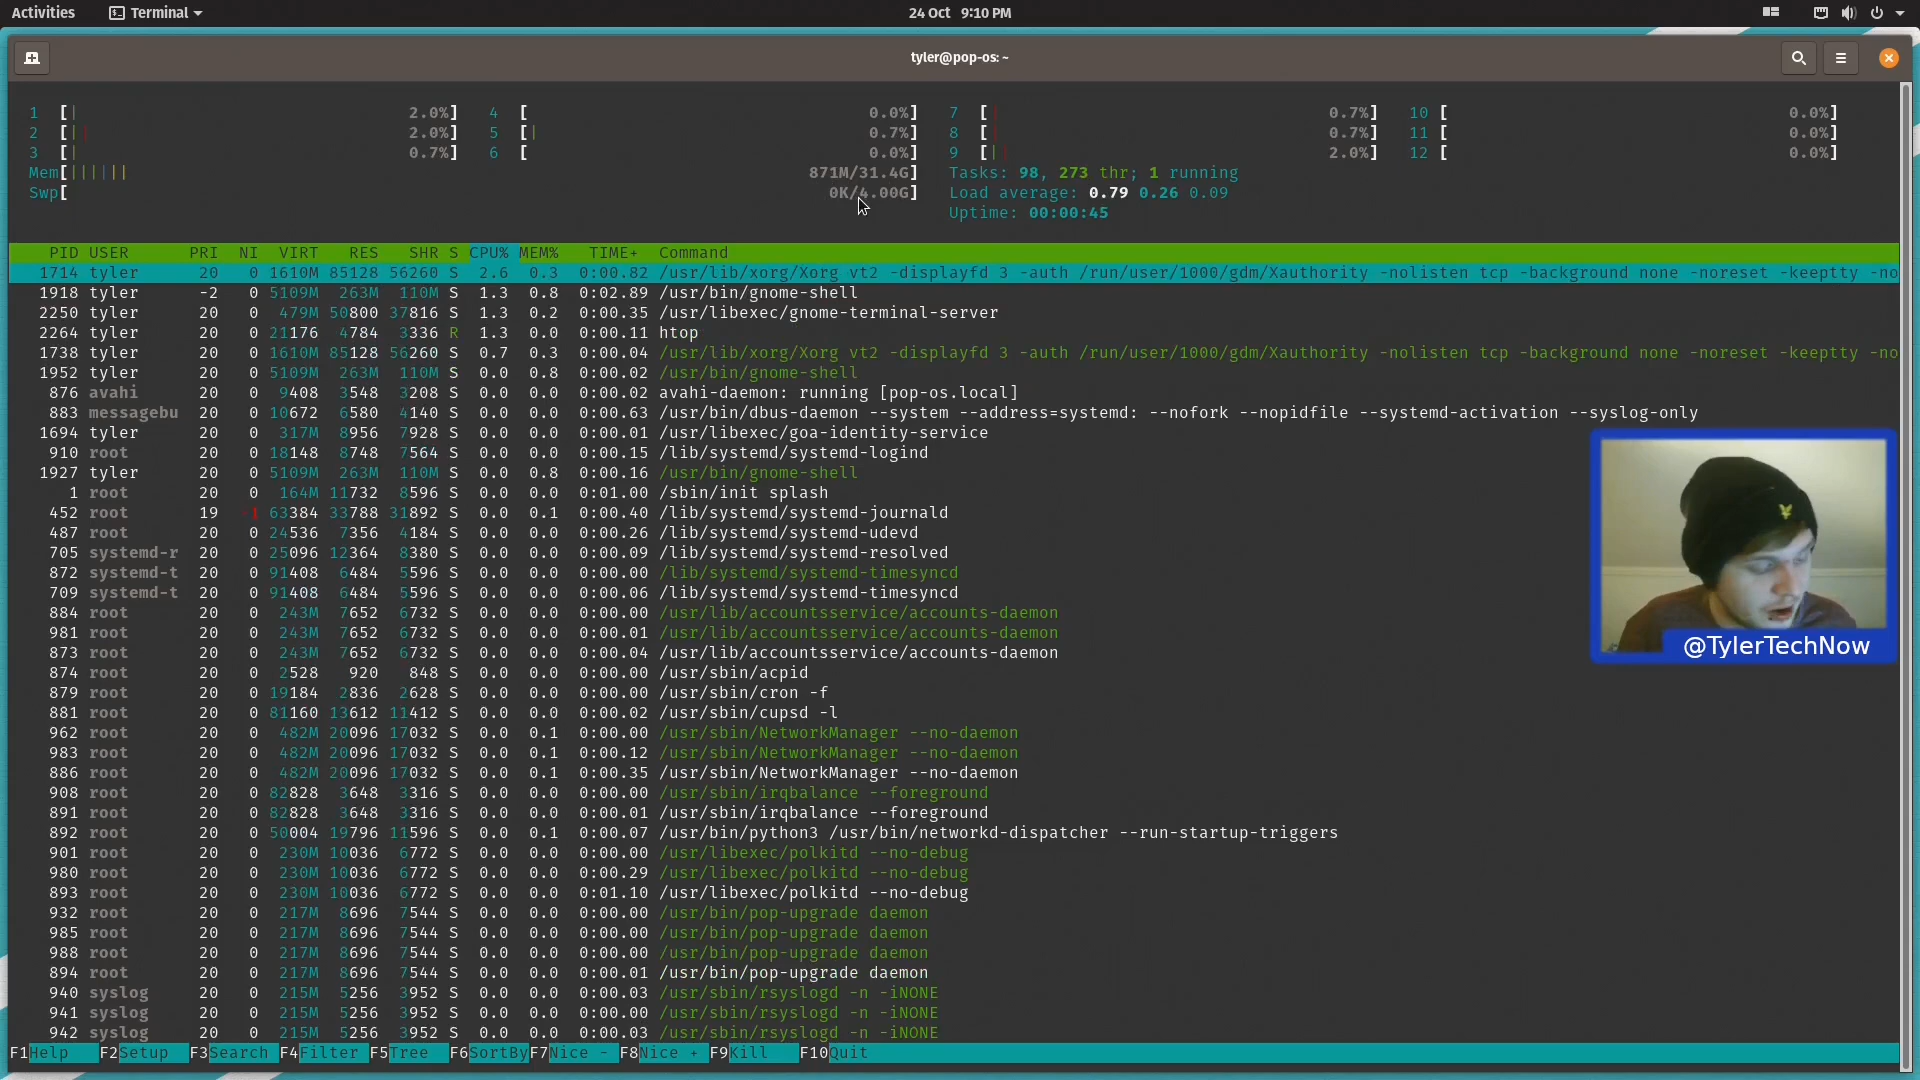 Activities Terminal 24 Oct 9:10 PM
tyler@pop-os: ~
1 [| 2.0%] 4 [ 0.0%] 7 [| 0.7%] 10 [ 0.0%]
2 [|| 2.0%] 5 [| 0.7%] 8 [| 0.7%] 11 [ 0.0%]
3 [| 0.7%] 6 [ 0.0%] 9 [|| 2.0%] 12 [ 0.0%]
Mem[|||||| 871M/31.4G] Tasks: 98, 273 thr; 1 running
Swp[ 0K/4.00G] Load average: 0.79 0.26 0.09
Uptime: 00:00:45
PID USER PRI NI VIRT RES SHR S CPU% MEM% TIME+ Command
1714 tyler 20 0 1610M 85128 56260 S 2.6 0.3 0:00.82 /usr/lib/xorg/Xorg vt2 -displayfd 3 -auth /run/user/1000/gdm/Xauthority -nolisten tcp -background none -noreset -keeptty -no
1918 tyler -2 0 5109M 263M 110M S 1.3 0.8 0:02.89 /usr/bin/gnome-shell
2250 tyler 20 0 479M 50800 37816 S 1.3 0.2 0:00.35 /usr/libexec/gnome-terminal-server
2264 tyler 20 0 21176 4784 3336 R 1.3 0.0 0:00.11 htop
1738 tyler 20 0 1610M 85128 56260 S 0.7 0.3 0:00.04 /usr/lib/xorg/Xorg vt2 -displayfd 3 -auth /run/user/1000/gdm/Xauthority -nolisten tcp -background none -noreset -keeptty -no
1952 tyler 20 0 5109M 263M 110M S 0.0 0.8 0:00.02 /usr/bin/gnome-shell
876 avahi 20 0 9408 3548 3208 S 0.0 0.0 0:00.02 avahi-daemon: running [pop-os.local]
883 messagebu 20 0 10672 6580 4140 S 0.0 0.0 0:00.63 /usr/bin/dbus-daemon --system --address=systemd: --nofork --nopidfile --systemd-activation --syslog-only
1694 tyler 20 0 317M 8956 7928 S 0.0 0.0 0:00.01 /usr/libexec/goa-identity-service
910 root 20 0 18148 8748 7564 S 0.0 0.0 0:00.15 /lib/systemd/systemd-logind
1927 tyler 20 0 5109M 263M 110M S 0.0 0.8 0:00.16 /usr/bin/gnome-shell
1 root 20 0 164M 11732 8596 S 0.0 0.0 0:01.00 /sbin/init splash
452 root 19 -1 63384 33788 31892 S 0.0 0.1 0:00.40 /lib/systemd/systemd-journald
487 root 20 0 24536 7356 4184 S 0.0 0.0 0:00.26 /lib/systemd/systemd-udevd
705 systemd-r 20 0 25096 12364 8380 S 0.0 0.0 0:00.09 /lib/systemd/systemd-resolved
872 systemd-t 20 0 91408 6484 5596 S 0.0 0.0 0:00.00 /lib/systemd/systemd-timesyncd
709 systemd-t 20 0 91408 6484 5596 S 0.0 0.0 0:00.06 /lib/systemd/systemd-timesyncd
884 root 20 0 243M 7652 6732 S 0.0 0.0 0:00.00 /usr/lib/accountsservice/accounts-daemon
981 root 20 0 243M 7652 6732 S 0.0 0.0 0:00.01 /usr/lib/accountsservice/accounts-daemon
873 root 20 0 243M 7652 6732 S 0.0 0.0 0:00.04 /usr/lib/accountsservice/accounts-daemon
874 root 20 0 2528 920 848 S 0.0 0.0 0:00.00 /usr/sbin/acpid
879 root 20 0 19184 2836 2628 S 0.0 0.0 0:00.00 /usr/sbin/cron -f
881 root 20 0 81160 13612 11412 S 0.0 0.0 0:00.02 /usr/sbin/cupsd -l
962 root 20 0 482M 20096 17032 S 0.0 0.1 0:00.00 /usr/sbin/NetworkManager --no-daemon
983 root 20 0 482M 20096 17032 S 0.0 0.1 0:00.12 /usr/sbin/NetworkManager --no-daemon
886 root 20 0 482M 20096 17032 S 0.0 0.1 0:00.35 /usr/sbin/NetworkManager --no-daemon
908 root 20 0 82828 3648 3316 S 0.0 0.0 0:00.00 /usr/sbin/irqbalance --foreground
891 root 20 0 82828 3648 3316 S 0.0 0.0 0:00.01 /usr/sbin/irqbalance --foreground
892 root 20 0 50004 19796 11596 S 0.0 0.1 0:00.07 /usr/bin/python3 /usr/bin/networkd-dispatcher --run-startup-triggers
901 root 20 0 230M 10036 6772 S 0.0 0.0 0:00.00 /usr/libexec/polkitd --no-debug
980 root 20 0 230M 10036 6772 S 0.0 0.0 0:00.29 /usr/libexec/polkitd --no-debug
893 root 20 0 230M 10036 6772 S 0.0 0.0 0:01.10 /usr/libexec/polkitd --no-debug
932 root 20 0 217M 8696 7544 S 0.0 0.0 0:00.00 /usr/bin/pop-upgrade daemon
985 root 20 0 217M 8696 7544 S 0.0 0.0 0:00.00 /usr/bin/pop-upgrade daemon
988 root 20 0 217M 8696 7544 S 0.0 0.0 0:00.00 /usr/bin/pop-upgrade daemon
894 root 20 0 217M 8696 7544 S 0.0 0.0 0:00.01 /usr/bin/pop-upgrade daemon
940 syslog 20 0 215M 5256 3952 S 0.0 0.0 0:00.03 /usr/sbin/rsyslogd -n -iNONE
941 syslog 20 0 215M 5256 3952 S 0.0 0.0 0:00.00 /usr/sbin/rsyslogd -n -iNONE
942 syslog 20 0 215M 5256 3952 S 0.0 0.0 0:00.03 /usr/sbin/rsyslogd -n -iNONE
F1Help F2Setup F3Search F4Filter F5Tree F6SortBy F7Nice - F8Nice + F9Kill F10Quit
@TylerTechNow